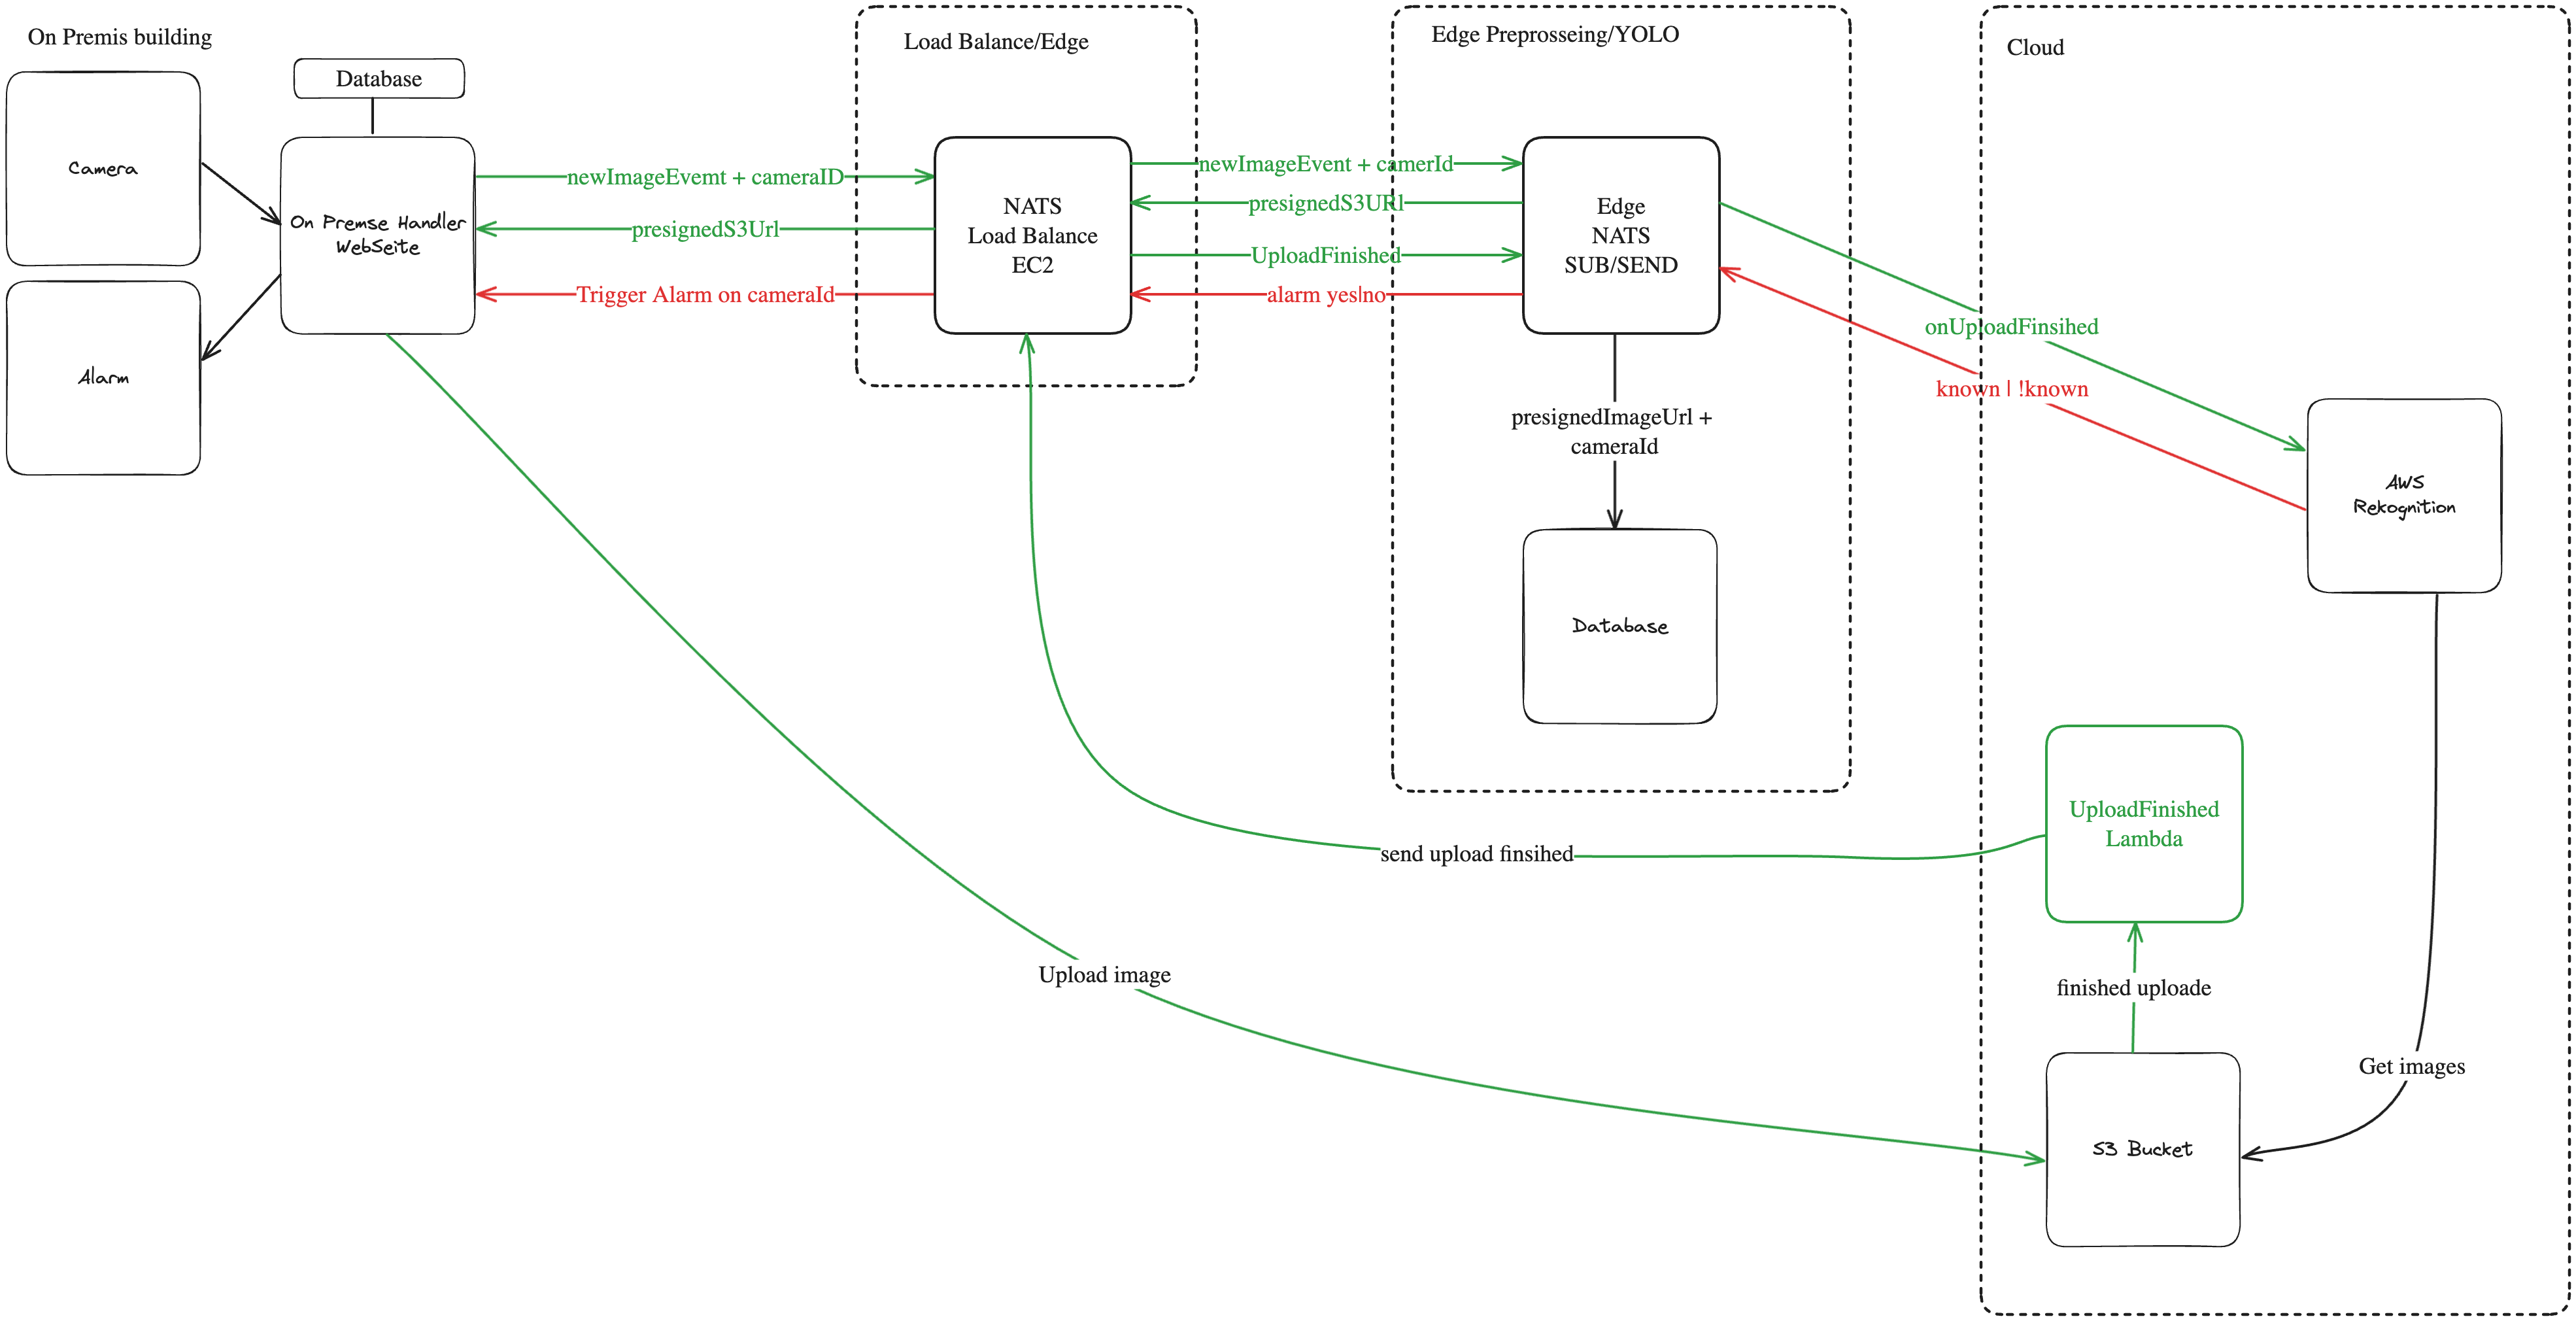 On Premis building
Database
Camera
On Premse Handler
WebSeite
Alarm
newImageEvemt + cameraID
presignedS3Url
Trigger Alarm on cameraId
Load Balance/Edge
NATS
Load Balance
EC2
newImageEvent + camerId
presignedS3URl
UploadFinished
alarm yes|no
Edge Preprosseing/YOLO
Edge
NATS
SUB/SEND
presignedImageUrl +
cameraId
Database
Cloud
onUploadFinsihed
known | !known
AWS
Rekognition
UploadFinished
Lambda
send upload finsihed
Upload image
finished uploade
Get images
S3 Bucket